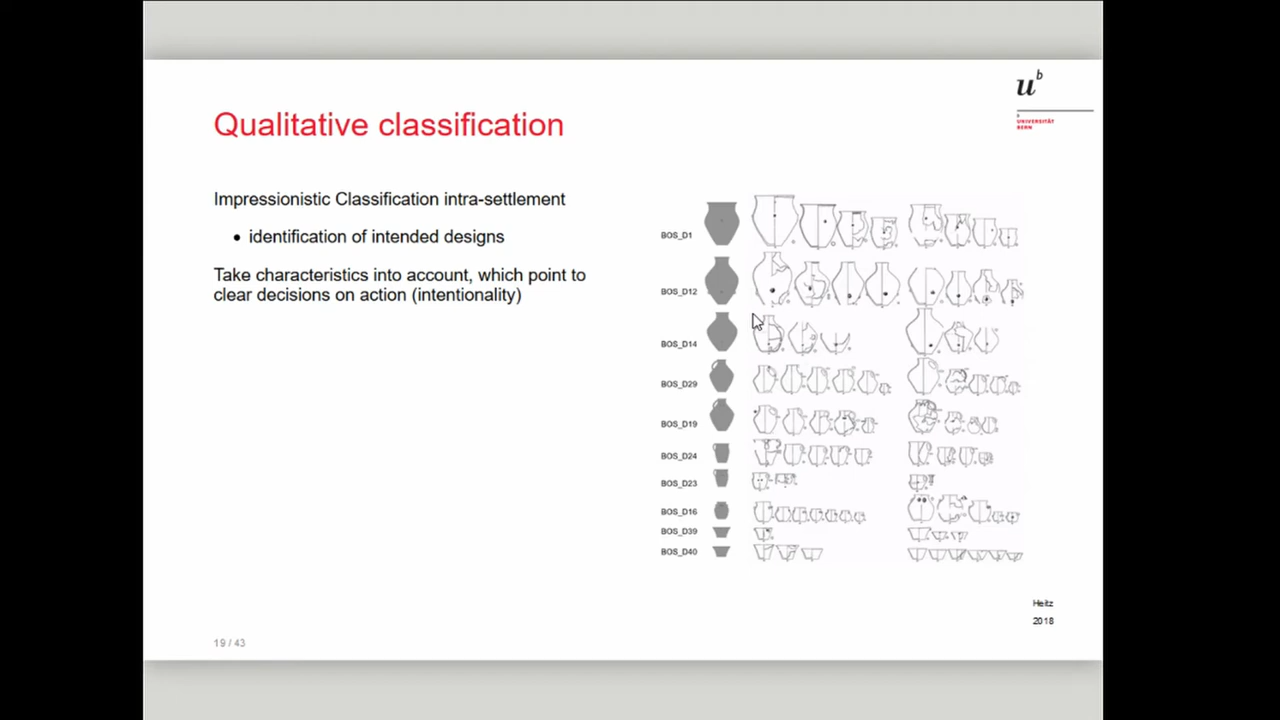 u b
b
UNIVERSITÄT
BERN
Qualitative classification
Impressionistic Classification intra-settlement
• identification of intended designs
Take characteristics into account, which point to
clear decisions on action (intentionality)
BOS_D1
BOS_D12
BOS_D14
BOS_D29
BOS_D19
BOS_D24
BOS_D23
BOS_D16
BOS_D39
BOS_D40
Heitz
2018
19 / 43